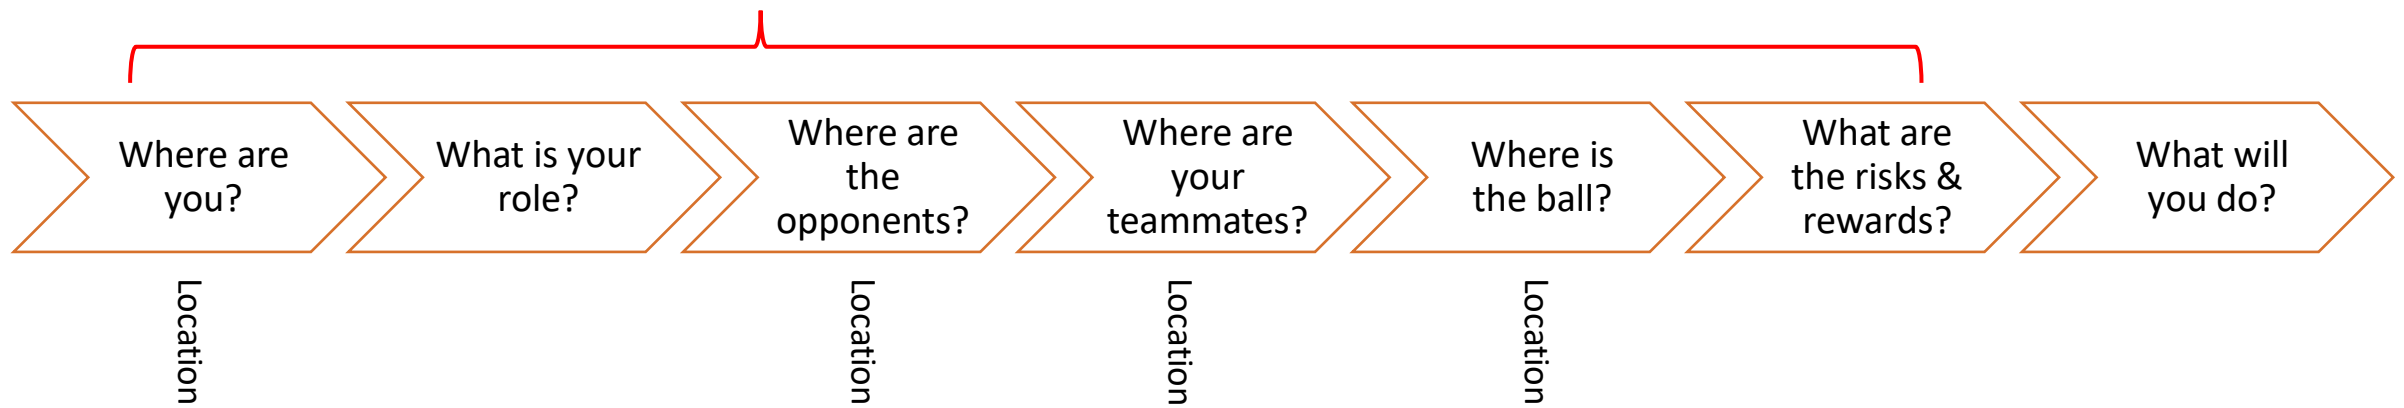 Where are
you?
What is your
role?
Where are
the
opponents?
Where are
your
teammates?
Where is
the ball?
What are
the risks &
rewards?
What will
you do?
Location
Location
Location
Location